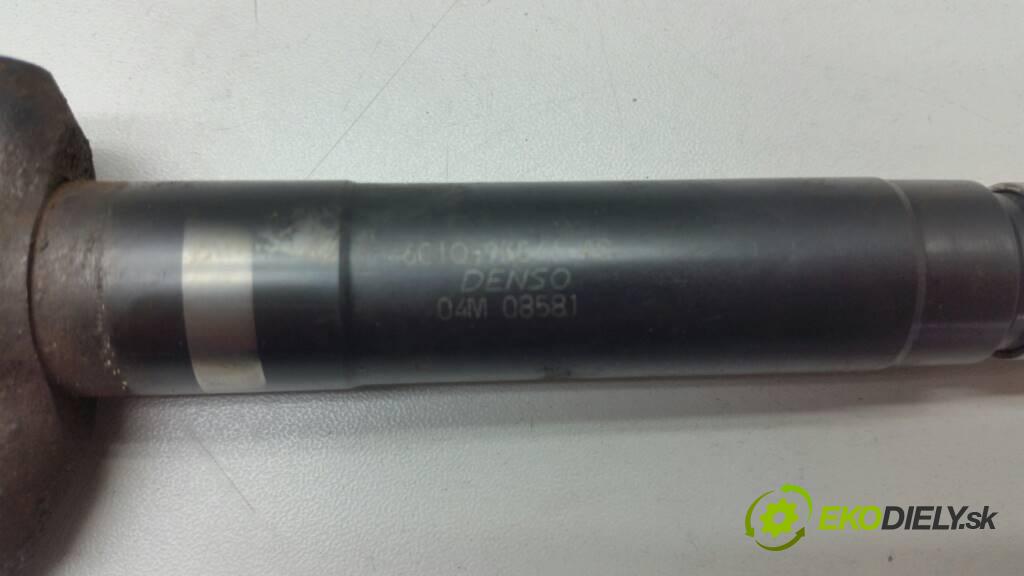 DENSO
04M 08581
EKODIELY.sk